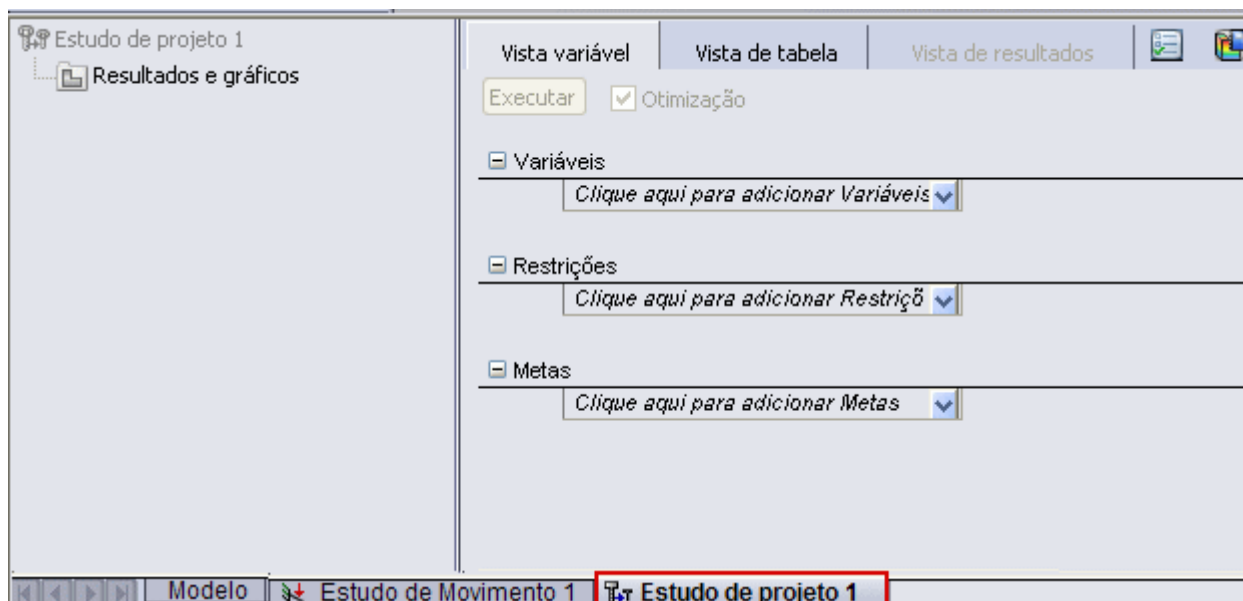 Estudo de projeto 1
Resultados e gráficos
Vista variável
Vista de tabela
Vista de resultados
Executar
Otimização
Variáveis
Clique aqui para adicionar Variáveis
Restrições
Clique aqui para adicionar Restriçõ
Metas
Clique aqui para adicionar Metas
Modelo
Estudo de Movimento 1
Estudo de projeto 1